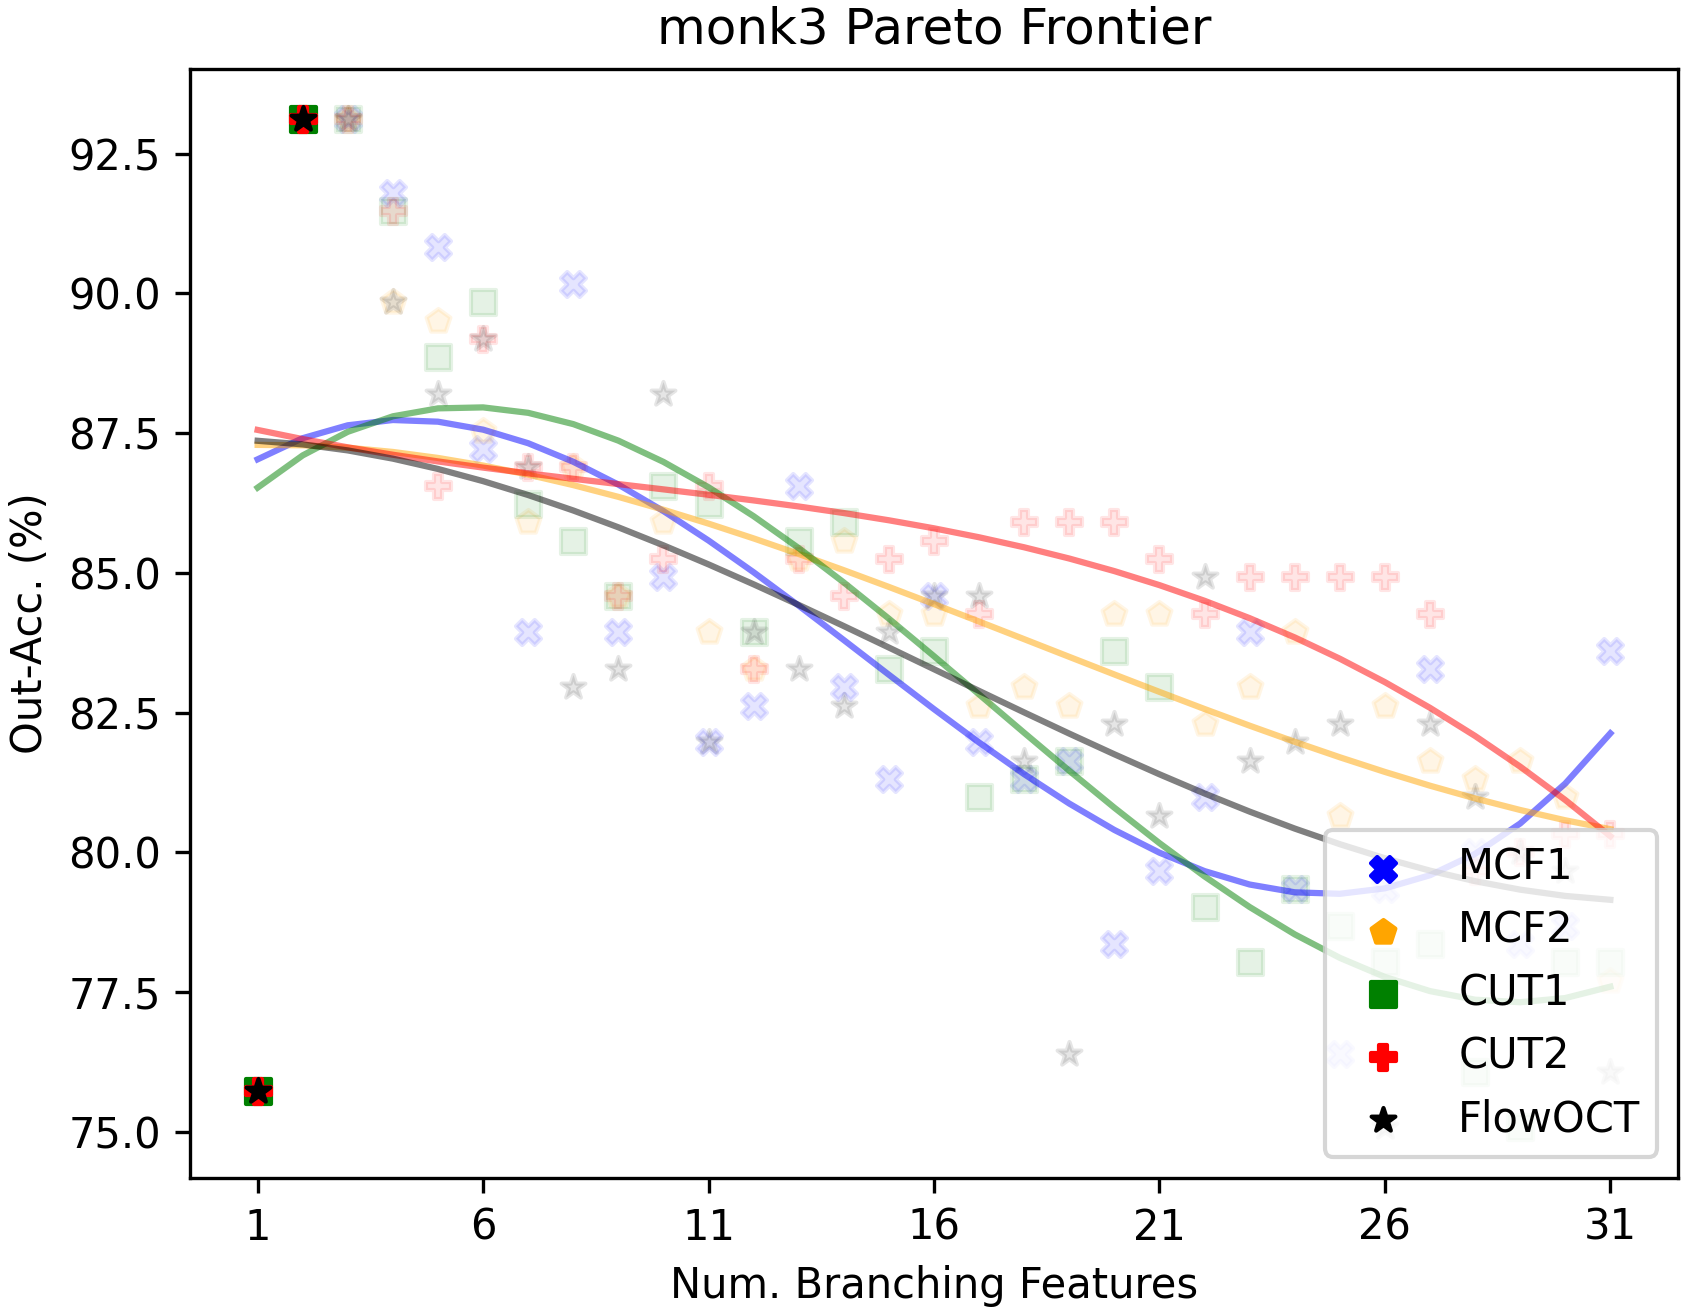 monk3 Pareto Frontier
Out-Acc. (%)
92.5
90.0
87.5
85.0
82.5
80.0
77.5
75.0
MCF1
MCF2
CUT1
CUT2
FlowOCT
1 6 11 16 21 26 31
Num. Branching Features